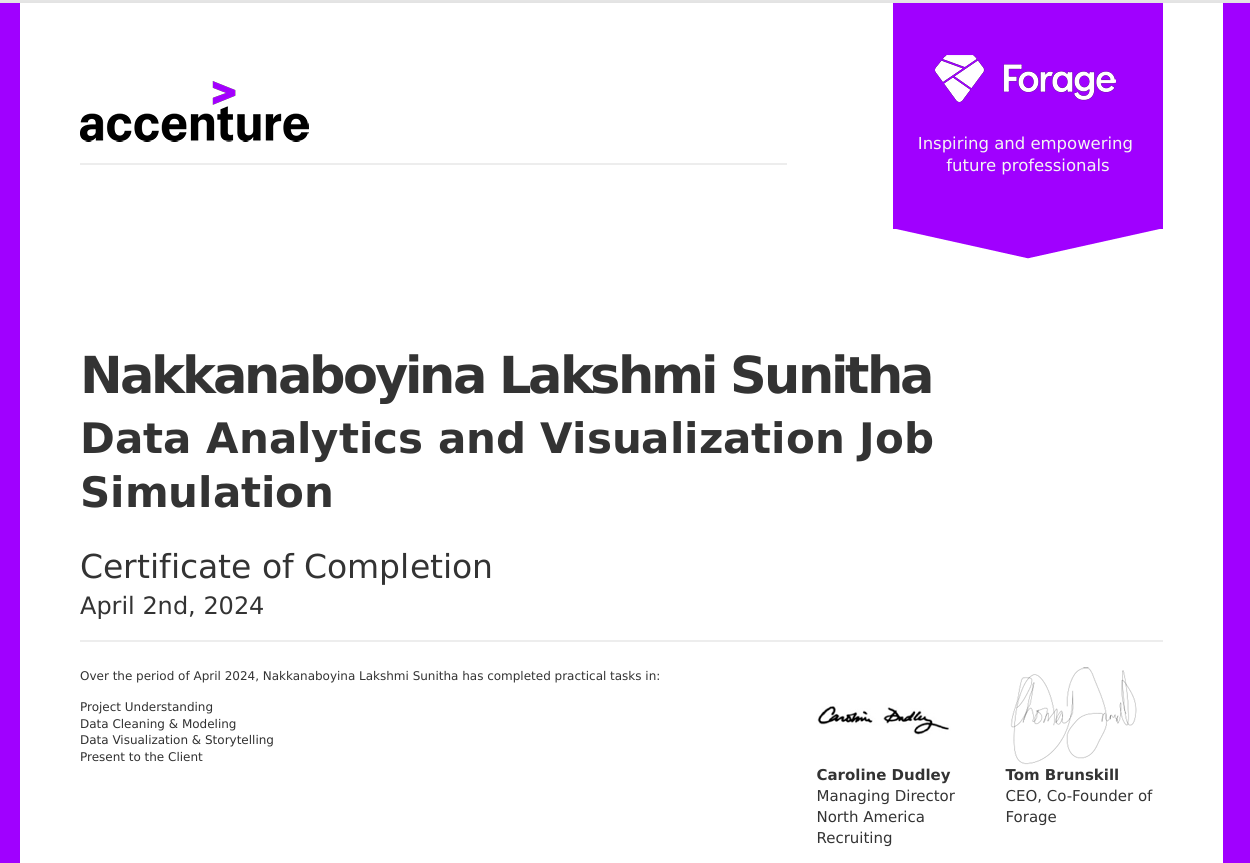 accenture
>
Forage
Inspiring and empowering
future professionals
Nakkanaboyina Lakshmi Sunitha
Data Analytics and Visualization Job
Simulation
Certificate of Completion
April 2nd, 2024
Over the period of April 2024, Nakkanaboyina Lakshmi Sunitha has completed practical tasks in:
Project Understanding
Data Cleaning & Modeling
Data Visualization & Storytelling
Present to the Client
Caroline Dudley
Caroline Dudley
Managing Director
North America
Recruiting
Tom Brunskill
CEO, Co-Founder of
Forage